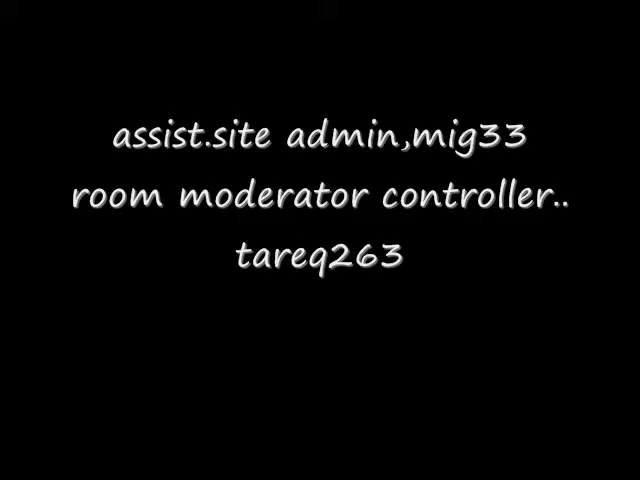 assist.site admin,mig33
room moderator controller..
tareq263